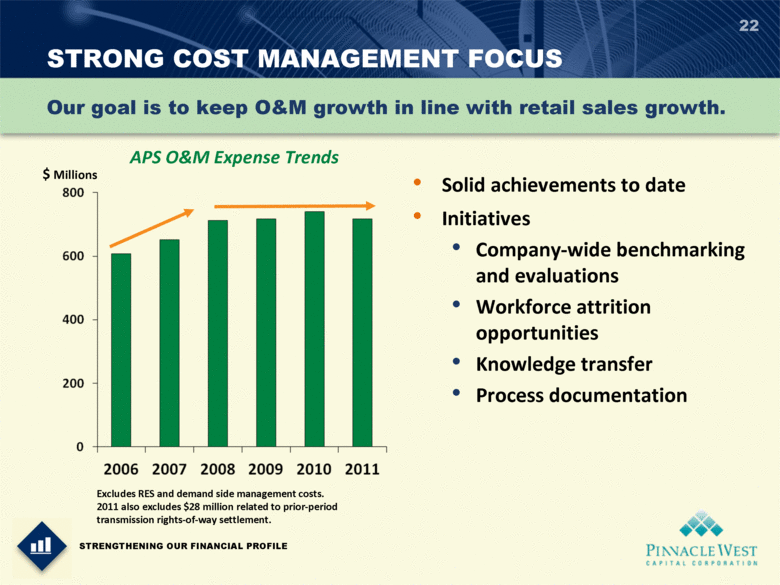 22
STRONG COST MANAGEMENT FOCUS
Our goal is to keep O&M growth in line with retail sales growth.
APS O&M Expense Trends
$ Millions
800
600
400
200
0
2006 2007 2008 2009 2010 2011
Excludes RES and demand side management costs.
2011 also excludes $28 million related to prior-period
transmission rights-of-way settlement.
• Solid achievements to date
• Initiatives
• Company-wide benchmarking
and evaluations
• Workforce attrition
opportunities
• Knowledge transfer
• Process documentation
STRENGTHENING OUR FINANCIAL PROFILE
PINNACLE WEST
CAPITAL CORPORATION